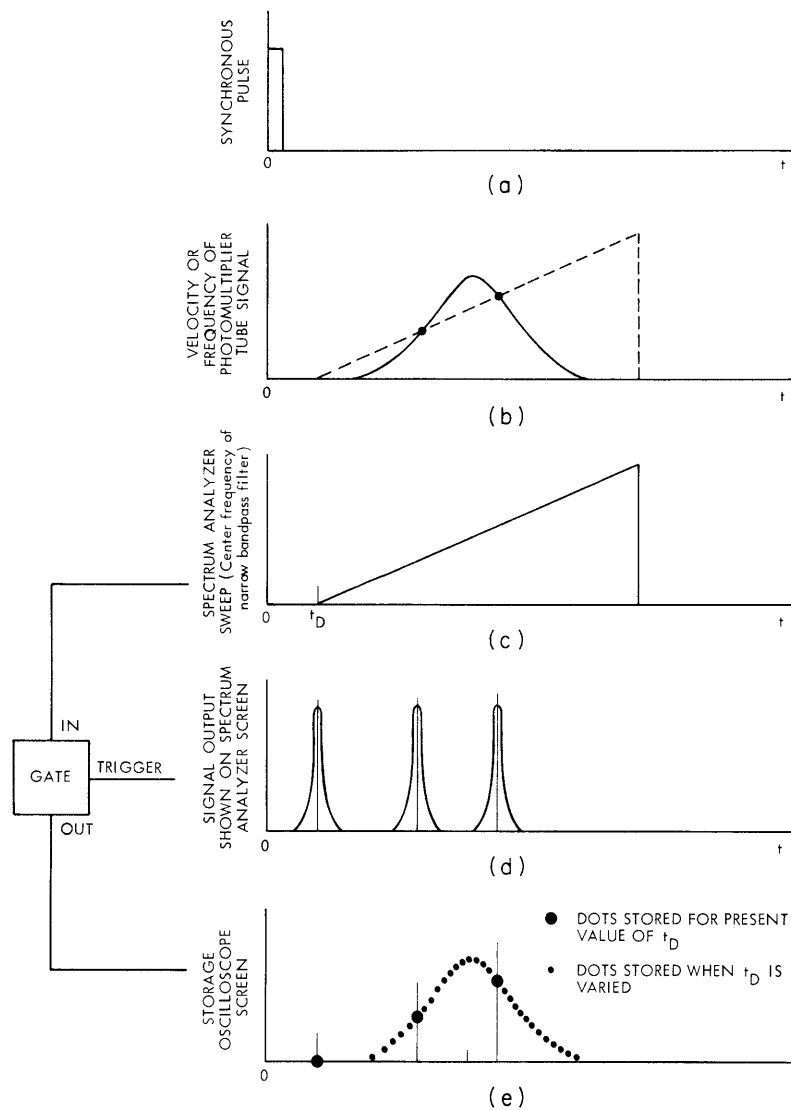 SYNCHRONOUS
PULSE
0
t
(a)
VELOCITY OR
FREQUENCY OF
PHOTOMULTIPLIER
TUBE SIGNAL
0
t
(b)
SPECTRUM ANALYZER
SWEEP (Center frequency of
narrow bandpass filter)
0
tD
t
(c)
IN
GATE
TRIGGER
OUT
SIGNAL OUTPUT
SHOWN ON SPECTRUM
ANALYZER SCREEN
0
t
(d)
STORAGE
OSCILLOSCOPE
SCREEN
DOTS STORED FOR PRESENT
VALUE OF tD
DOTS STORED WHEN tD IS
VARIED
0
(e)